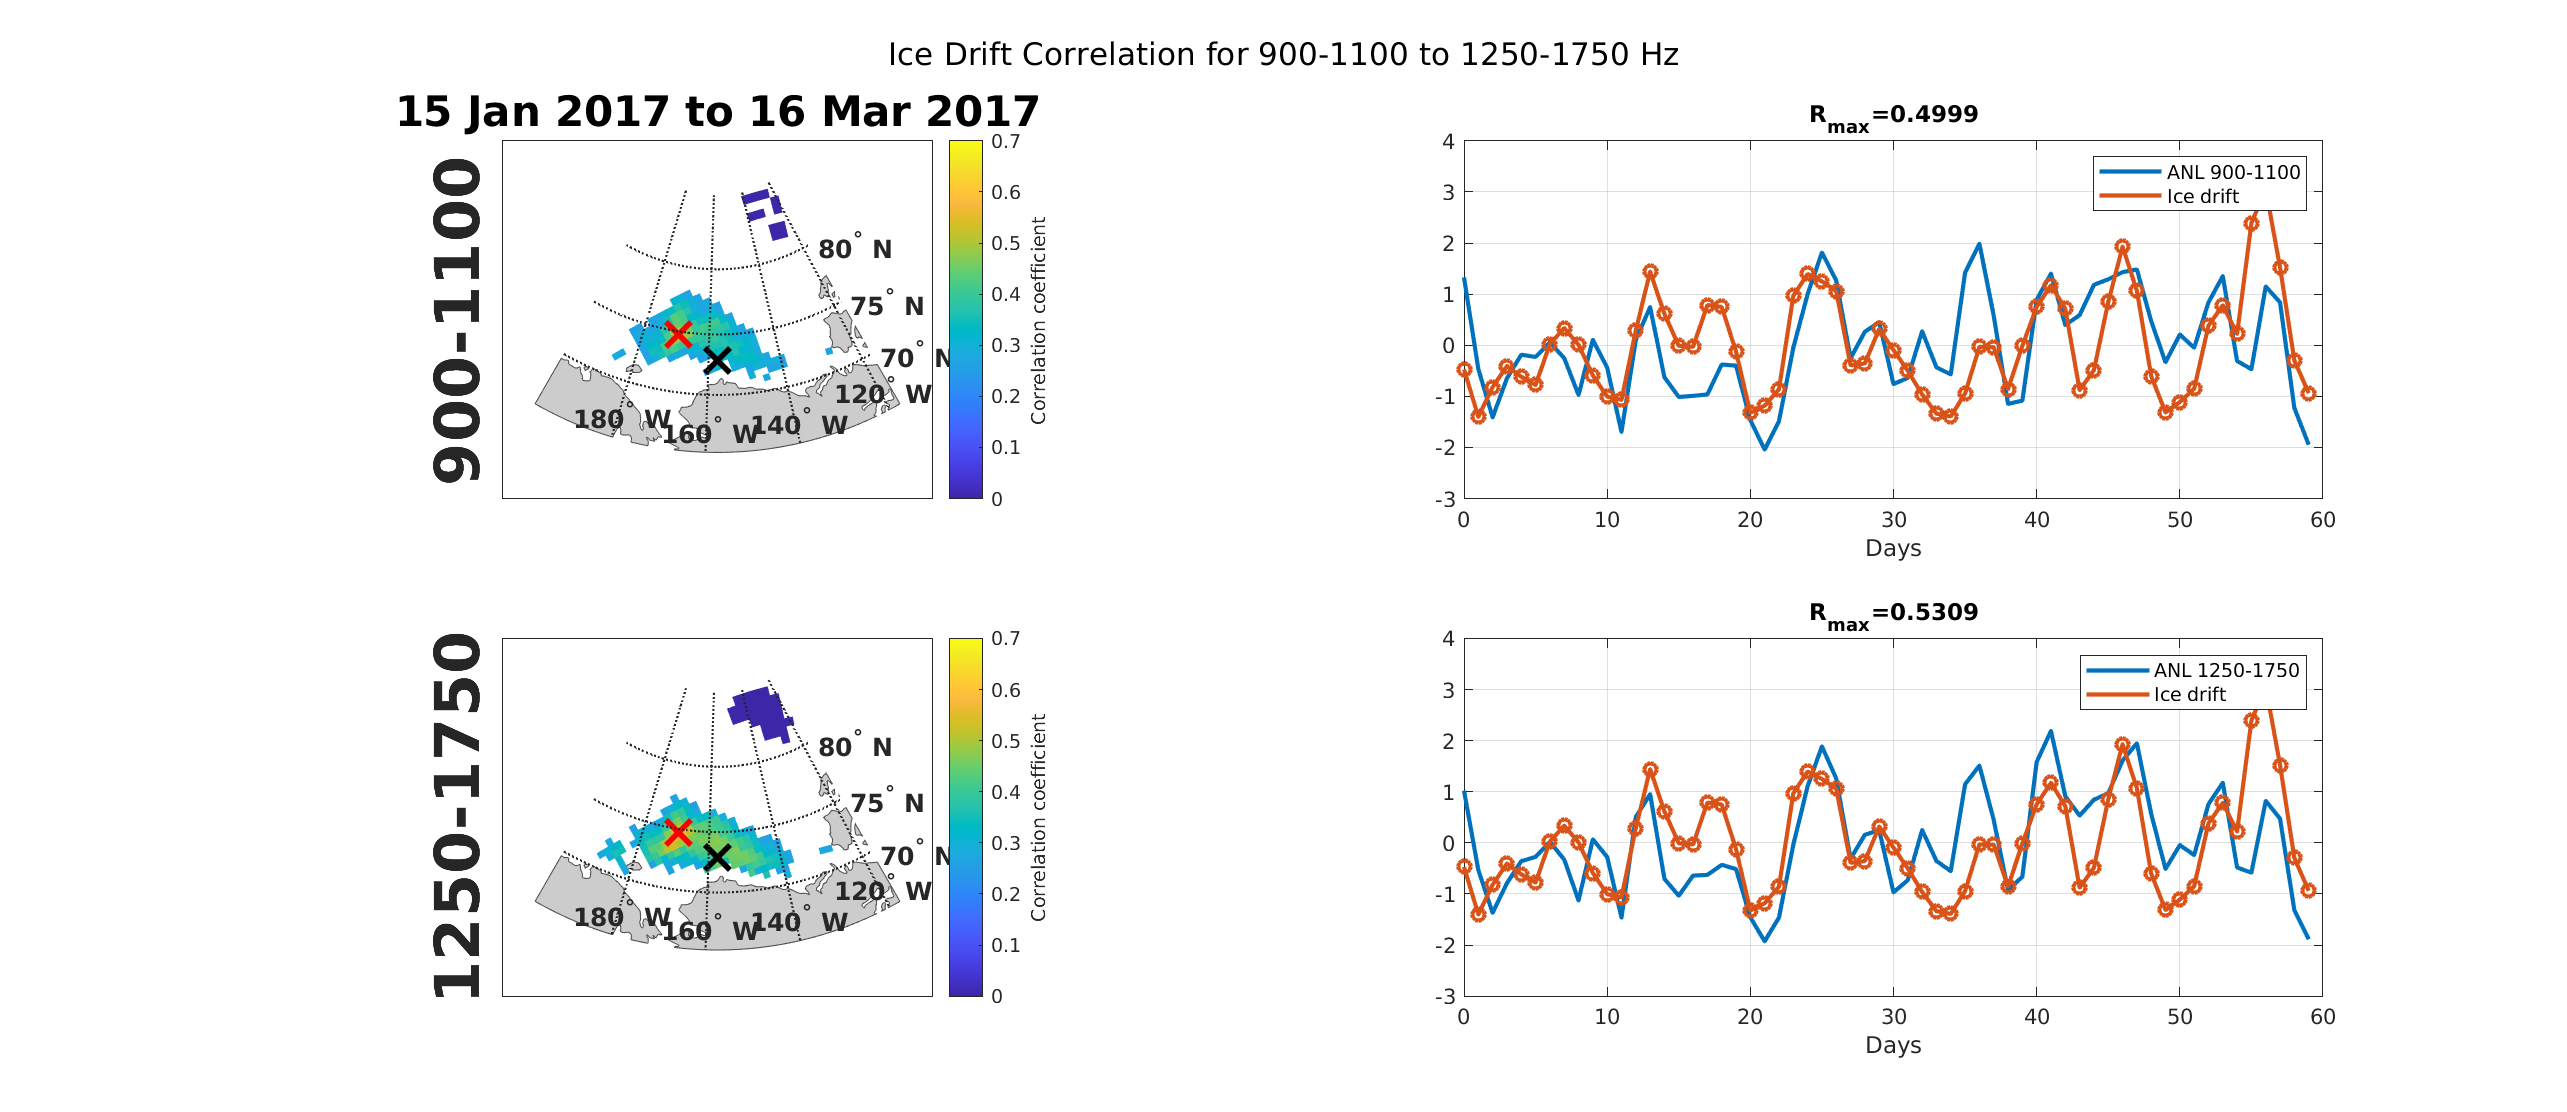 Ice Drift Correlation for 900-1100 to 1250-1750 Hz
15 Jan 2017 to 16 Mar 2017
900-1100
80° N
75° N
70° N
120° W
180° W
160° W
140° W
0.7
0.6
0.5
0.4
0.3
0.2
0.1
0
Correlation coefficient
Rmax=0.4999
4
3
2
1
0
-1
-2
-3
0 10 20 30 40 50 60
Days
ANL 900-1100
Ice drift
1250-1750
80° N
75° N
70° N
120° W
180° W
160° W
140° W
0.7
0.6
0.5
0.4
0.3
0.2
0.1
0
Correlation coefficient
Rmax=0.5309
4
3
2
1
0
-1
-2
-3
0 10 20 30 40 50 60
Days
ANL 1250-1750
Ice drift